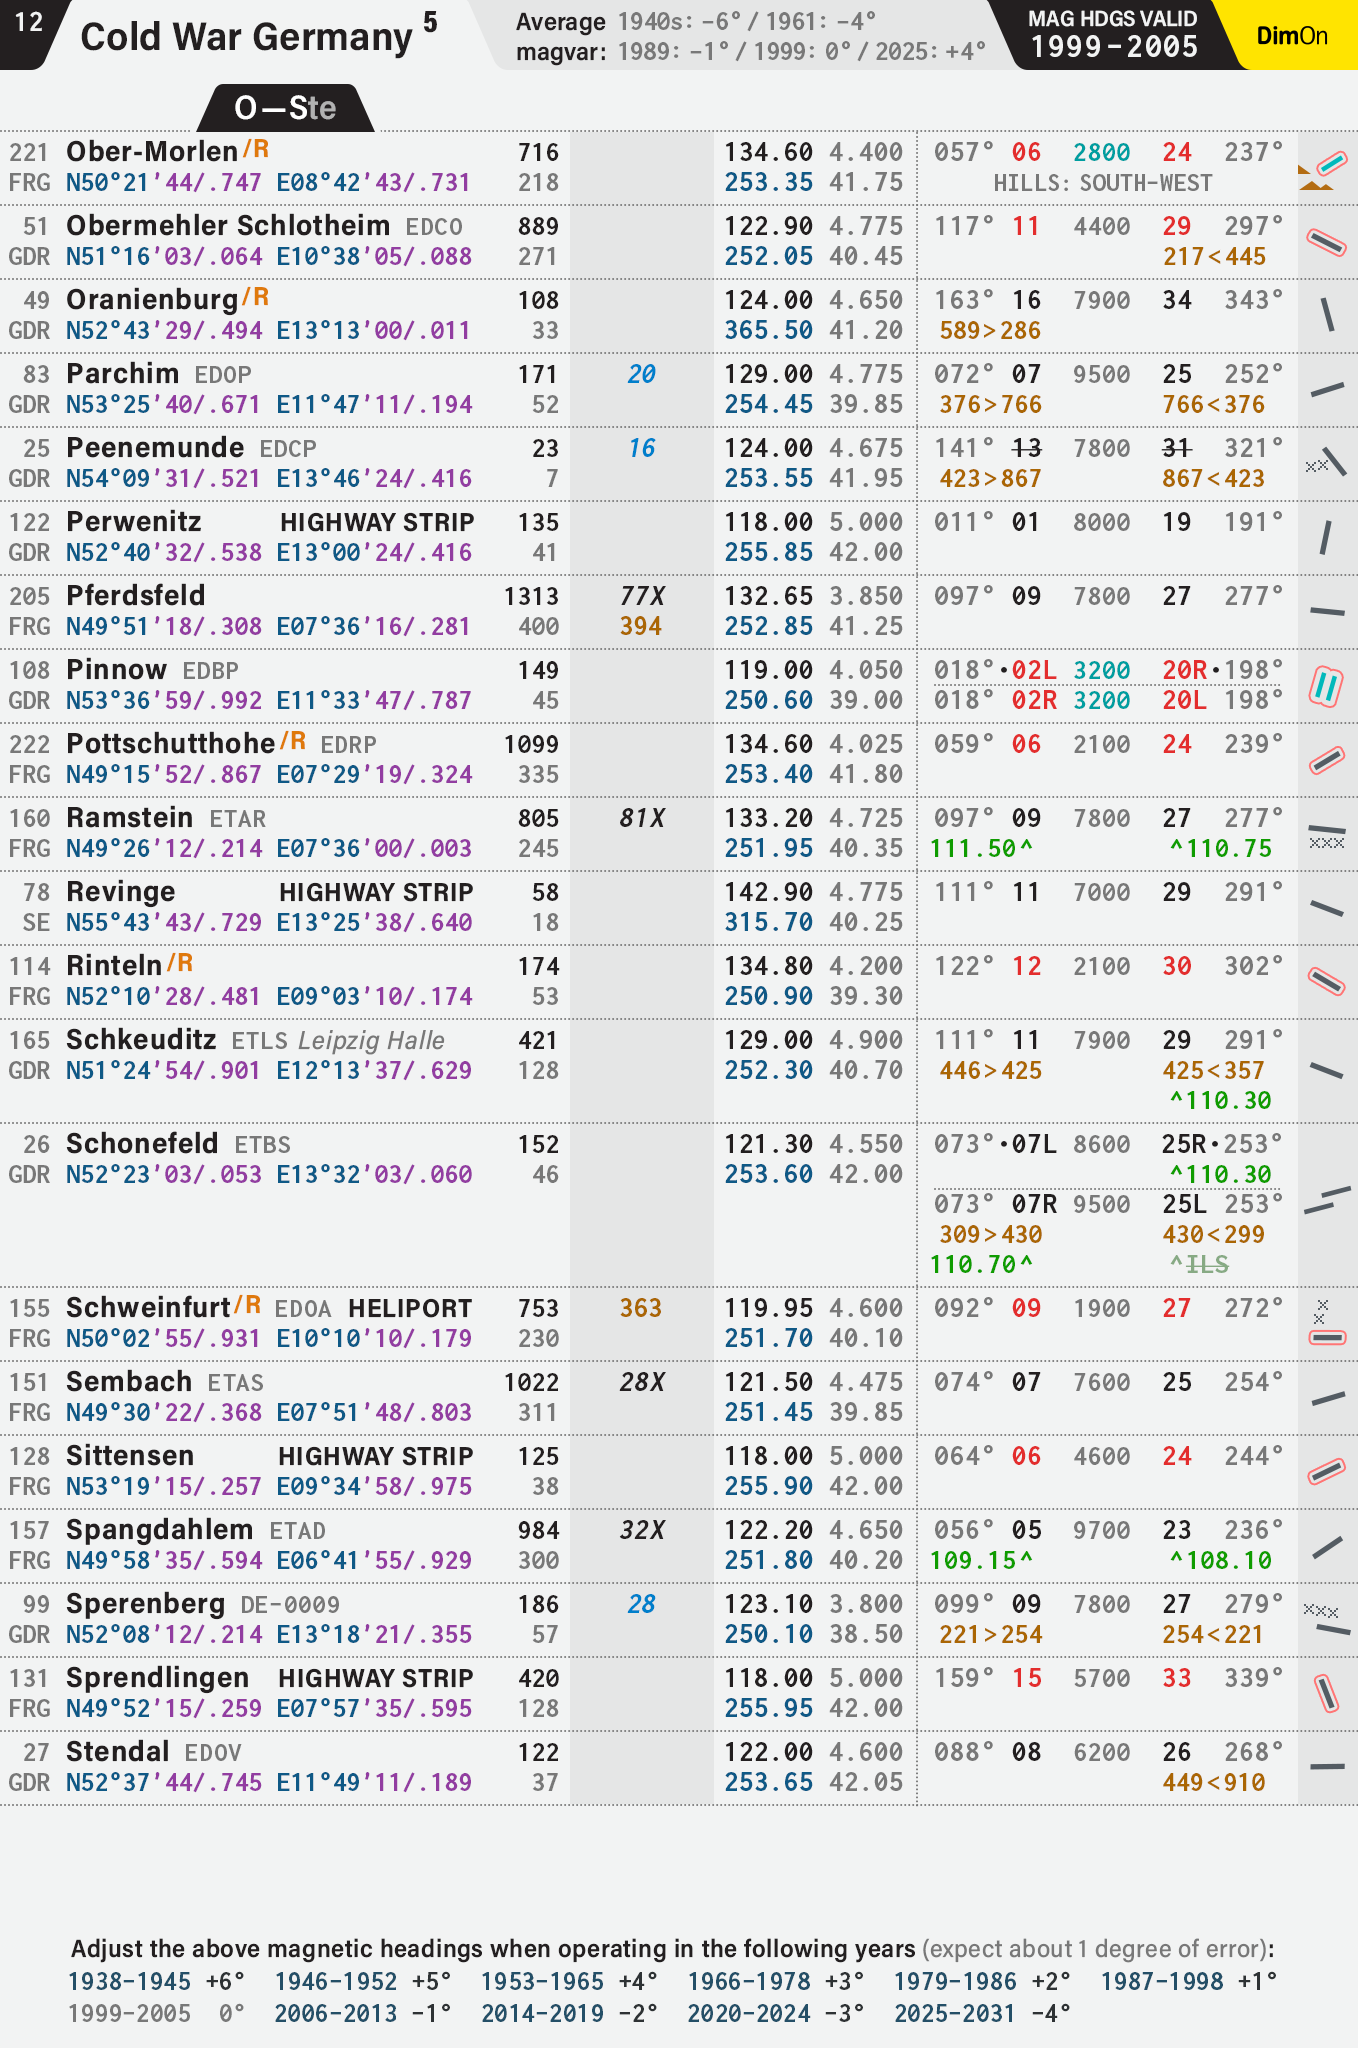 12 Cold War Germany 5 Average 1940s: −6° / 1961: −4° MAG HDGS VALID DimOn
magvar: 1989: −1° / 1999: 0° / 2025: +4° 1999-2005
O—Ste
221 Ober-Morlen/R 716 134.60 4.400 057° 06 2800 24 237°
FRG N50°21'44/.747 E08°42'43/.731 218 253.35 41.75 HILLS: SOUTH-WEST
51 Obermehler Schlotheim EDCO 889 122.90 4.775 117° 11 4400 29 297°
GDR N51°16'03/.064 E10°38'05/.088 271 252.05 40.45 217<445
49 Oranienburg/R 108 124.00 4.650 163° 16 7900 34 343°
GDR N52°43'29/.494 E13°13'00/.011 33 365.50 41.20 589>286
83 Parchim EDOP 171 20 129.00 4.775 072° 07 9500 25 252°
GDR N53°25'40/.671 E11°47'11/.194 52 254.45 39.85 376>766 766<376
25 Peenemunde EDCP 23 16 124.00 4.675 141° 13 7800 31 321°
GDR N54°09'31/.521 E13°46'24/.416 7 253.55 41.95 423>867 867<423
122 Perwenitz HIGHWAY STRIP 135 118.00 5.000 011° 01 8000 19 191°
GDR N52°40'32/.538 E13°00'24/.416 41 255.85 42.00
205 Pferdsfeld 1313 77X 132.65 3.850 097° 09 7800 27 277°
FRG N49°51'18/.308 E07°36'16/.281 400 394 252.85 41.25
108 Pinnow EDBP 149 119.00 4.050 018°•02L 3200 20R•198°
GDR N53°36'59/.992 E11°33'47/.787 45 250.60 39.00 018° 02R 3200 20L 198°
222 Pottschutthohe/R EDRP 1099 134.60 4.025 059° 06 2100 24 239°
FRG N49°15'52/.867 E07°29'19/.324 335 253.40 41.80
160 Ramstein ETAR 805 81X 133.20 4.725 097° 09 7800 27 277°
FRG N49°26'12/.214 E07°36'00/.003 245 251.95 40.35 111.50^ ^110.75
78 Revinge HIGHWAY STRIP 58 142.90 4.775 111° 11 7000 29 291°
SE N55°43'43/.729 E13°25'38/.640 18 315.70 40.25
114 Rinteln/R 174 134.80 4.200 122° 12 2100 30 302°
FRG N52°10'28/.481 E09°03'10/.174 53 250.90 39.30
165 Schkeuditz ETLS Leipzig Halle 421 129.00 4.900 111° 11 7900 29 291°
GDR N51°24'54/.901 E12°13'37/.629 128 252.30 40.70 446>425 425<357
^110.30
26 Schonefeld ETBS 152 121.30 4.550 073°•07L 8600 25R•253°
GDR N52°23'03/.053 E13°32'03/.060 46 253.60 42.00 ^110.30
073° 07R 9500 25L 253°
309>430 430<299
110.70^ ^ILS
155 Schweinfurt/R EDOA HELIPORT 753 363 119.95 4.600 092° 09 1900 27 272°
FRG N50°02'55/.931 E10°10'10/.179 230 251.70 40.10
151 Sembach ETAS 1022 28X 121.50 4.475 074° 07 7600 25 254°
FRG N49°30'22/.368 E07°51'48/.803 311 251.45 39.85
128 Sittensen HIGHWAY STRIP 125 118.00 5.000 064° 06 4600 24 244°
FRG N53°19'15/.257 E09°34'58/.975 38 255.90 42.00
157 Spangdahlem ETAD 984 32X 122.20 4.650 056° 05 9700 23 236°
FRG N49°58'35/.594 E06°41'55/.929 300 251.80 40.20 109.15^ ^108.10
99 Sperenberg DE-0009 186 28 123.10 3.800 099° 09 7800 27 279°
GDR N52°08'12/.214 E13°18'21/.355 57 250.10 38.50 221>254 254<221
131 Sprendlingen HIGHWAY STRIP 420 118.00 5.000 159° 15 5700 33 339°
FRG N49°52'15/.259 E07°57'35/.595 128 255.95 42.00
27 Stendal EDOV 122 122.00 4.600 088° 08 6200 26 268°
GDR N52°37'44/.745 E11°49'11/.189 37 253.65 42.05 449<910
Adjust the above magnetic headings when operating in the following years (expect about 1 degree of error):
1938-1945 +6° 1946-1952 +5° 1953-1965 +4° 1966-1978 +3° 1979-1986 +2° 1987-1998 +1°
1999-2005 0° 2006-2013 −1° 2014-2019 −2° 2020-2024 −3° 2025-2031 −4°